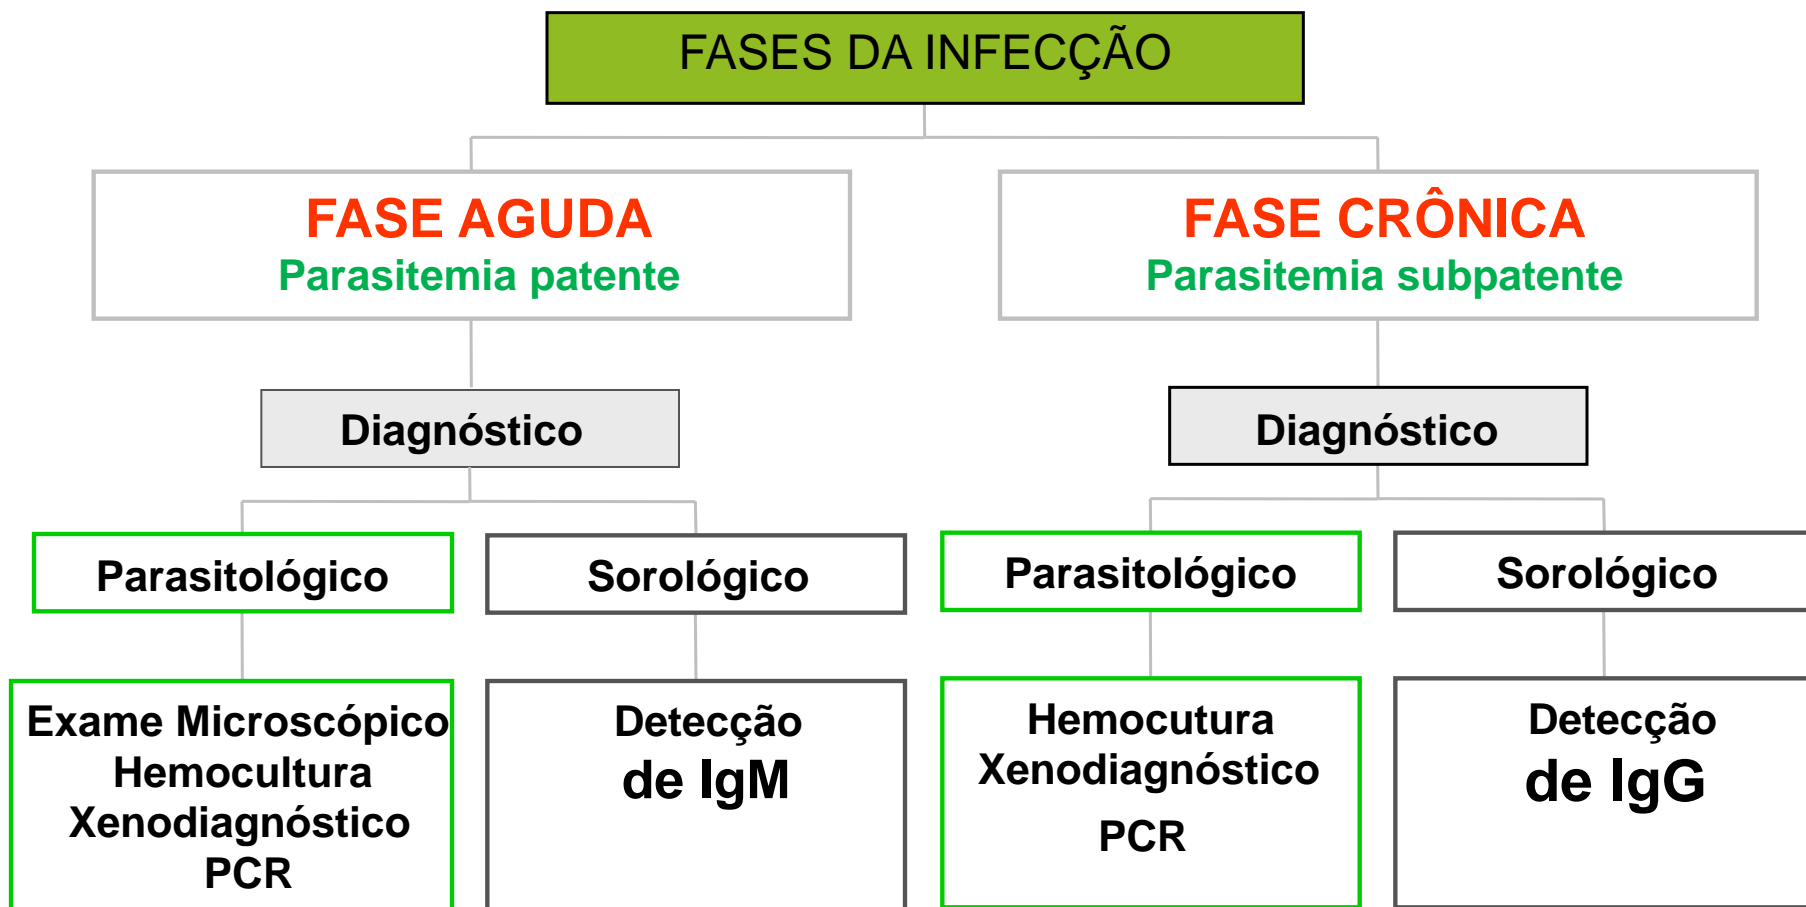 FASES DA INFECÇÃO
FASE AGUDA
Parasitemia patente
FASE CRÔNICA
Parasitemia subpatente
Diagnóstico
Diagnóstico
Parasitológico
Sorológico
Parasitológico
Sorológico
Exame Microscópico
Hemocultura
Xenodiagnóstico
PCR
Detecção
de IgM
Hemocutura
Xenodiagnóstico
PCR
Detecção
de IgG